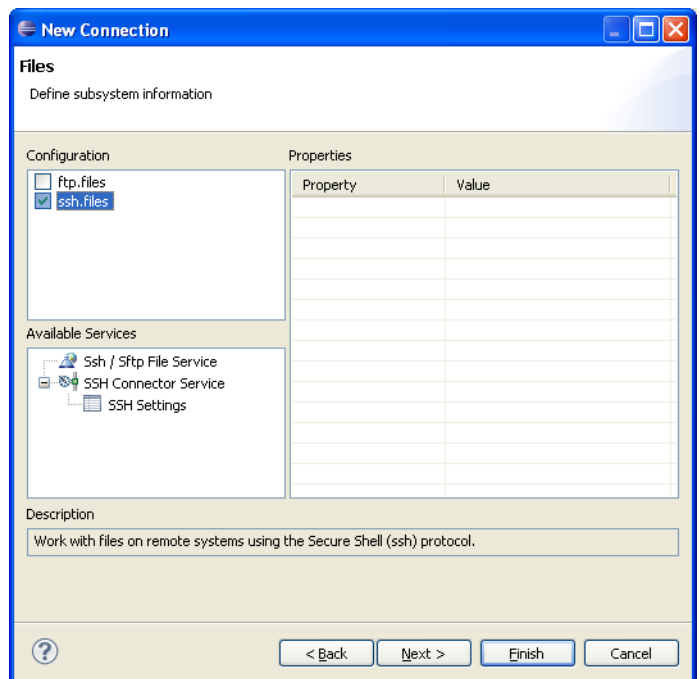 New Connection
Files
Define subsystem information
Configuration
ftp.files
ssh.files
Properties
Property Value
Available Services
Ssh / Sftp File Service
SSH Connector Service
SSH Settings
Description
Work with files on remote systems using the Secure Shell (ssh) protocol.
? < Back Next > Finish Cancel